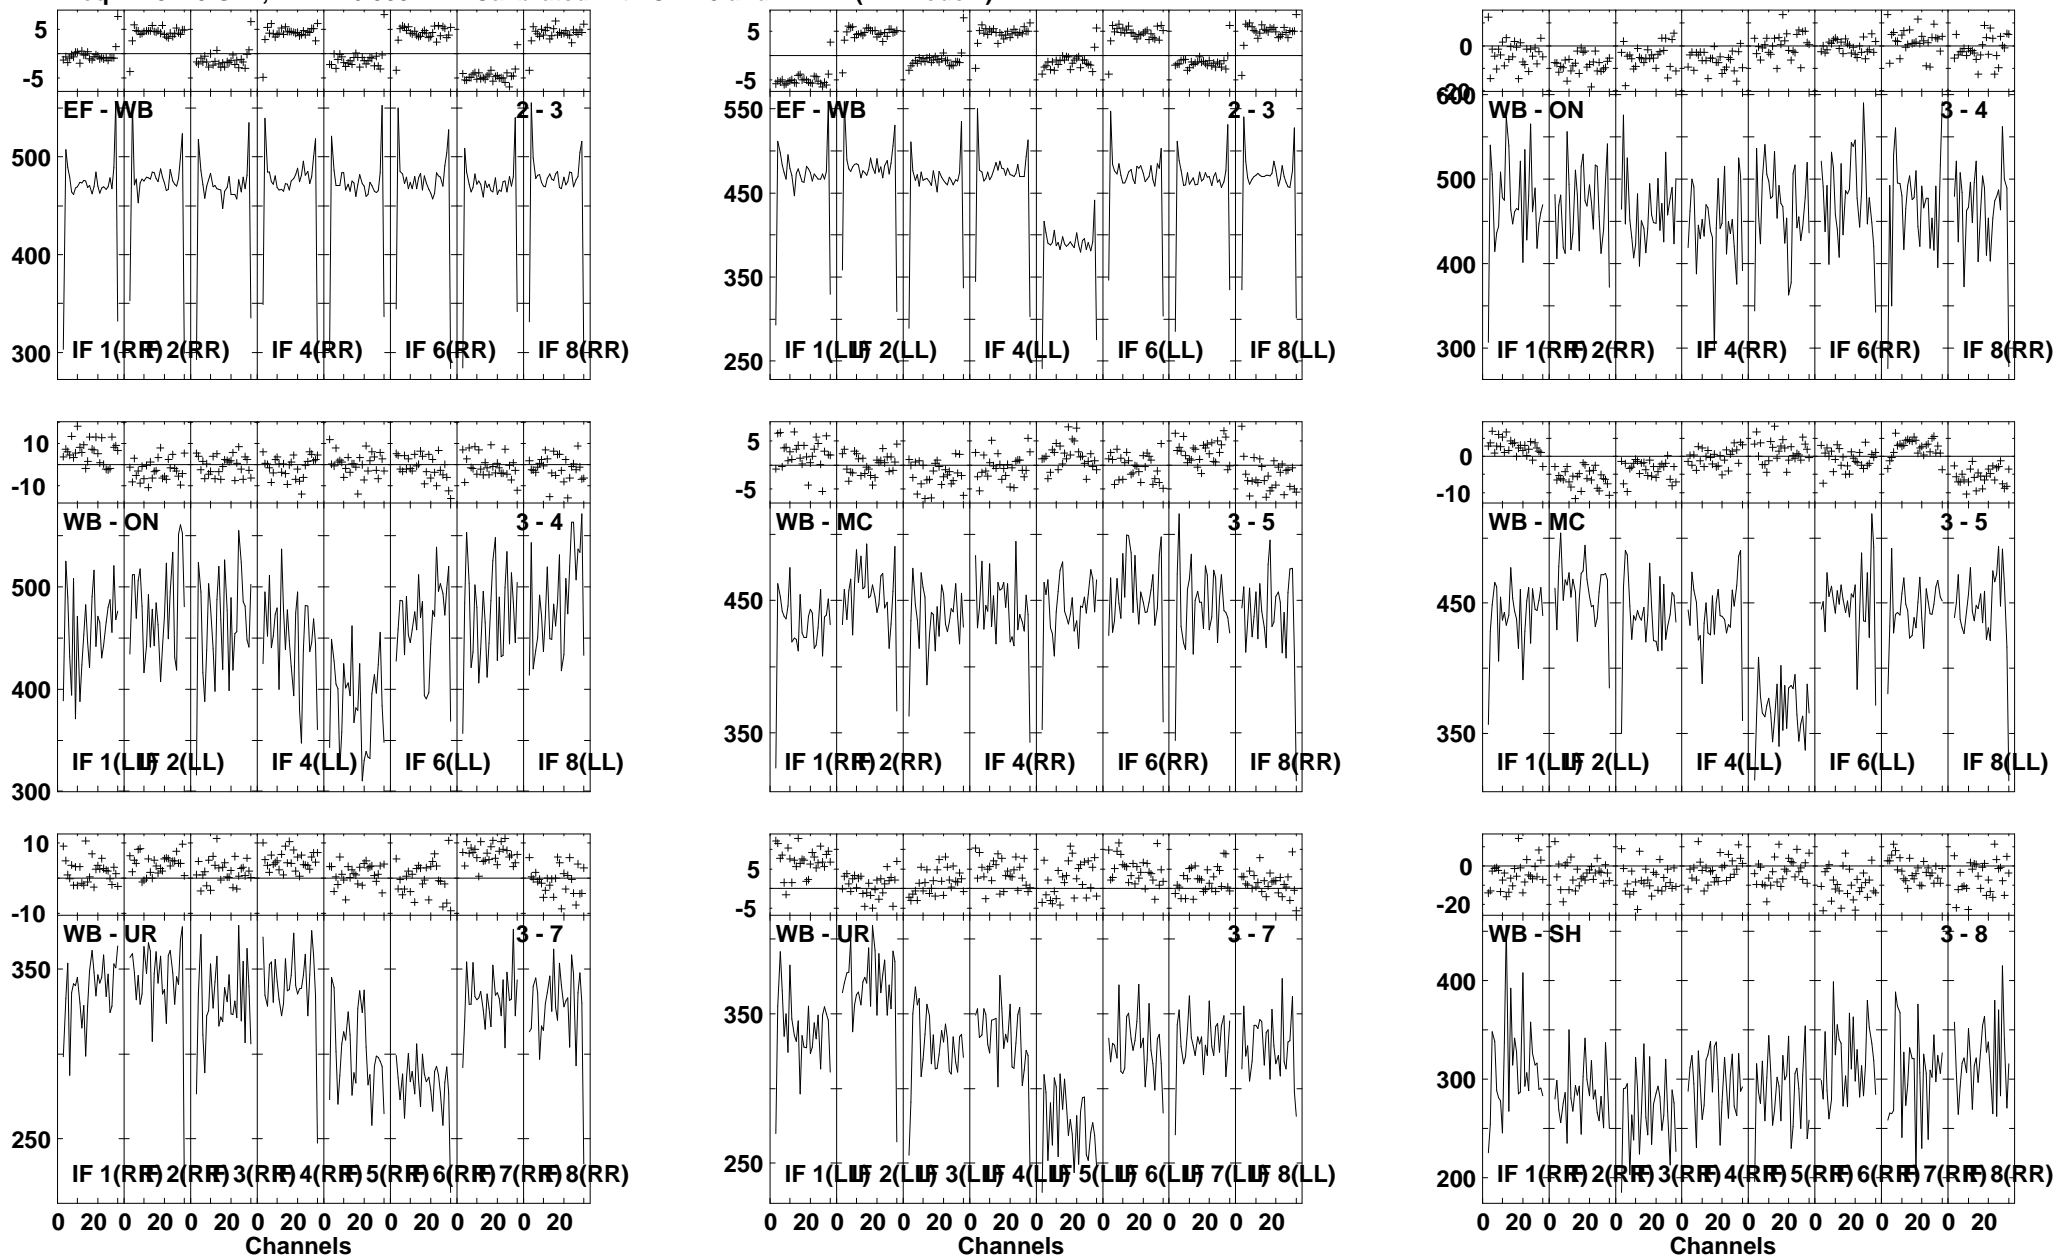 5 5 0
-5 -5 -20
EF - WB 2 - 3 EF - WB 2 - 3 WB - ON 3 - 4
550 600
500 450 500
400 350 400
300 250 300
IF 1(RR) IF 2(RR) IF 4(RR) IF 6(RR) IF 8(RR) IF 1(LL) IF 2(LL) IF 4(LL) IF 6(LL) IF 8(LL) IF 1(RR) IF 2(RR) IF 4(RR) IF 6(RR) IF 8(RR)
10 5 0
-10 -5 -10
WB - ON 3 - 4 WB - MC 3 - 5 WB - MC 3 - 5
500 450 450
400 350 350
300
IF 1(LL) IF 2(LL) IF 4(LL) IF 6(LL) IF 8(LL) IF 1(RR) IF 2(RR) IF 4(RR) IF 6(RR) IF 8(RR) IF 1(LL) IF 2(LL) IF 4(LL) IF 6(LL) IF 8(LL)
10 5 0
-10 -5 -20
WB - UR 3 - 7 WB - UR 3 - 7 WB - SH 3 - 8
350 350 400
250 250 300
200
IF 1(RR) IF 2(RR) IF 3(RR) IF 4(RR) IF 5(RR) IF 6(RR) IF 7(RR) IF 8(RR) IF 1(LL) IF 2(LL) IF 3(LL) IF 4(LL) IF 5(LL) IF 6(LL) IF 7(LL) IF 8(LL) IF 1(RR) IF 2(RR) IF 3(RR) IF 4(RR) IF 5(RR) IF 6(RR) IF 7(RR) IF 8(RR)
0 20 0 20 0 20 0 20 0 20 0 20 0 20 0 20 0 20 0 20 0 20 0 20 0 20 0 20 0 20 0 20 0 20 0 20 0 20 0 20 0 20 0 20 0 20 0 20
Channels Channels Channels